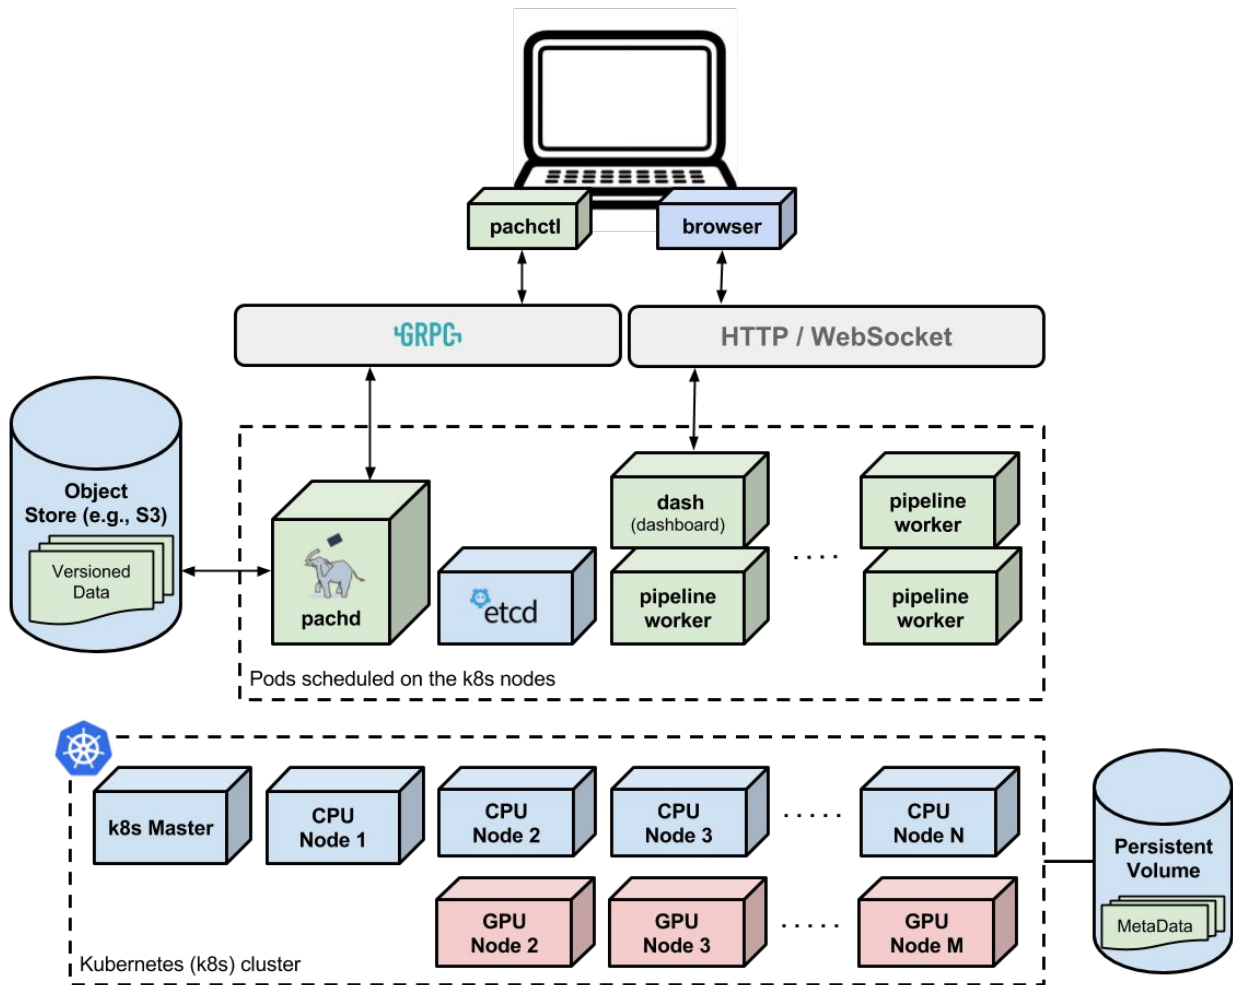 pachctl
browser
GRPC
HTTP / WebSocket
Object
Store (e.g., S3)
Versioned
Data
pachd
etcd
dash
(dashboard)
pipeline
worker
. . . .
pipeline
worker
pipeline
worker
Pods scheduled on the k8s nodes
k8s Master
CPU
Node 1
CPU
Node 2
CPU
Node 3
. . . . .
CPU
Node N
GPU
Node 2
GPU
Node 3
. . . . .
GPU
Node M
Kubernetes (k8s) cluster
Persistent
Volume
MetaData